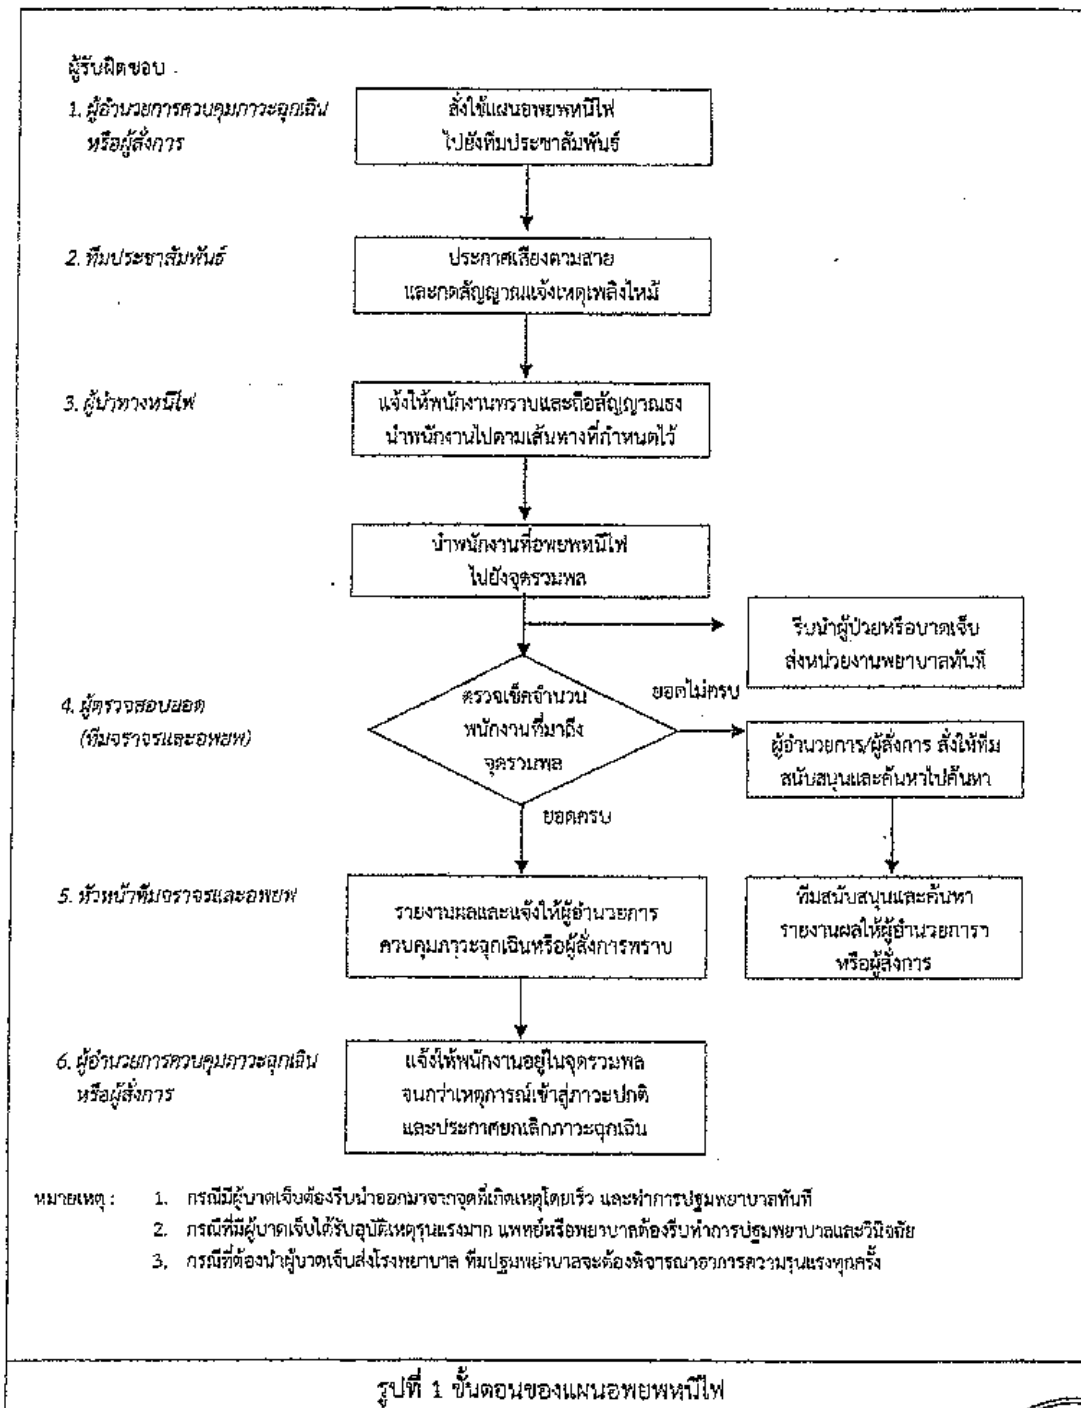 ผู้รับผิดชอบ
1. ผู้อำนวยการควบคุมภาวะฉุกเฉิน
หรือผู้สั่งการ
สั่งใช้แผนอพยพหนีไฟ
ไปยังทีมประชาสัมพันธ์
2. ทีมประชาสัมพันธ์
ประกาศเสียงตามสาย
และกดสัญญาณแจ้งเหตุเพลิงไหม้
3. ผู้นำทางหนีไฟ
แจ้งให้พนักงานทราบและถือสัญญาณธง
นำพนักงานไปตามเส้นทางที่กำหนดไว้
นำพนักงานที่อพยพหนีไฟ
ไปยังจุดรวมพล
รีบนำผู้ป่วยหรือบาดเจ็บ
ส่งหน่วยงานพยาบาลทันที
4. ผู้ตรวจสอบยอด
(ทีมจราจรและอพยพ)
ตรวจเช็คจำนวน
พนักงานที่มาถึง
จุดรวมพล
ยอดไม่ครบ
ผู้อำนวยการ/ผู้สั่งการ สั่งให้ทีม
สนับสนุนและค้นหาไปค้นหา
ยอดครบ
5. หัวหน้าทีมจราจรและอพยพ
รายงานผลและแจ้งให้ผู้อำนวยการ
ควบคุมภาวะฉุกเฉินหรือผู้สั่งการทราบ
ทีมสนับสนุนและค้นหา
รายงานผลให้ผู้อำนวยการฯ
หรือผู้สั่งการ
6. ผู้อำนวยการควบคุมภาวะฉุกเฉิน
หรือผู้สั่งการ
แจ้งให้พนักงานอยู่ในจุดรวมพล
จนกว่าเหตุการณ์เข้าสู่ภาวะปกติ
และประกาศยกเลิกภาวะฉุกเฉิน
หมายเหตุ : 1. กรณีมีผู้บาดเจ็บต้องรีบนำออกมาจากจุดที่เกิดเหตุโดยเร็ว และทำการปฐมพยาบาลทันที
2. กรณีที่มีผู้บาดเจ็บได้รับอุบัติเหตุรุนแรงมาก แพทย์หรือพยาบาลต้องรีบทำการปฐมพยาบาลและวินิจฉัย
3. กรณีที่ต้องนำผู้บาดเจ็บส่งโรงพยาบาล ทีมปฐมพยาบาลจะต้องพิจารณาอาการความรุนแรงทุกครั้ง
รูปที่ 1 ขั้นตอนของแผนอพยพหนีไฟ